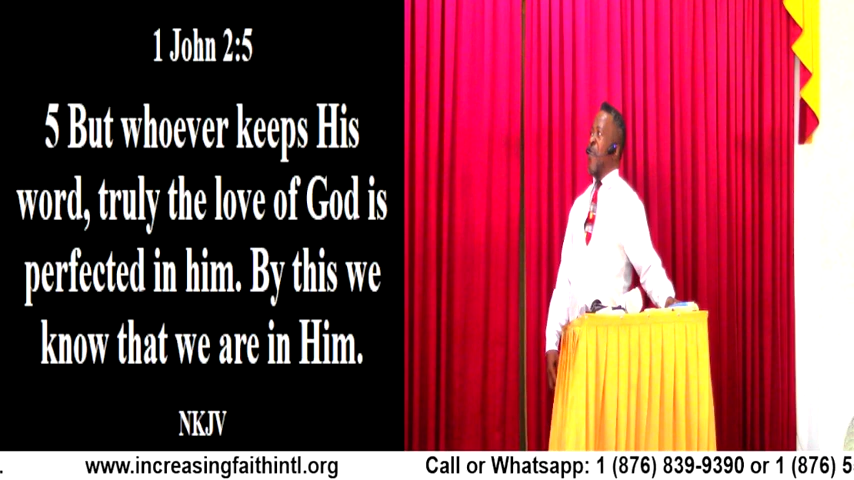 1 John 2:5
5 But whoever keeps His
word, truly the love of God is
perfected in him. By this we
know that we are in Him.
NKJV
. www.increasingfaithintl.org Call or Whatsapp: 1 (876) 839-9390 or 1 (876) 5